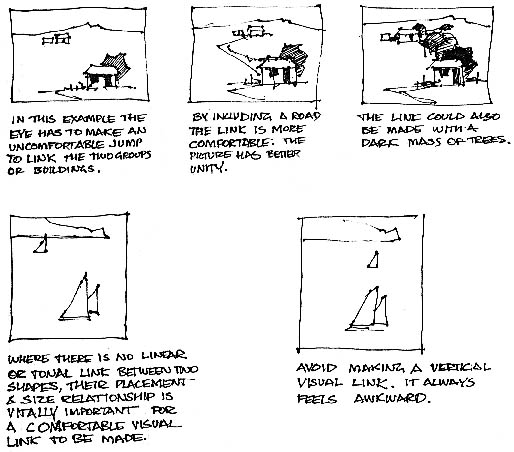 IN THIS EXAMPLE THE
EYE HAS TO MAKE AN
UNCOMFORTABLE JUMP
TO LINK THE TWO GROUPS
OR BUILDINGS.
BY INCLUDING A ROAD
THE LINK IS MORE
COMFORTABLE: THE
PICTURE HAS BETTER
UNITY.
THE LINK COULD ALSO
BE MADE WITH A
DARK MASS OF TREES.
WHERE THERE IS NO LINEAR
OR TONAL LINK BETWEEN TWO
SHAPES, THEIR PLACEMENT
& SIZE RELATIONSHIP IS
VITALLY IMPORTANT FOR
A COMFORTABLE VISUAL
LINK TO BE MADE.
AVOID MAKING A VERTICAL
VISUAL LINK. IT ALWAYS
FEELS AWKWARD.